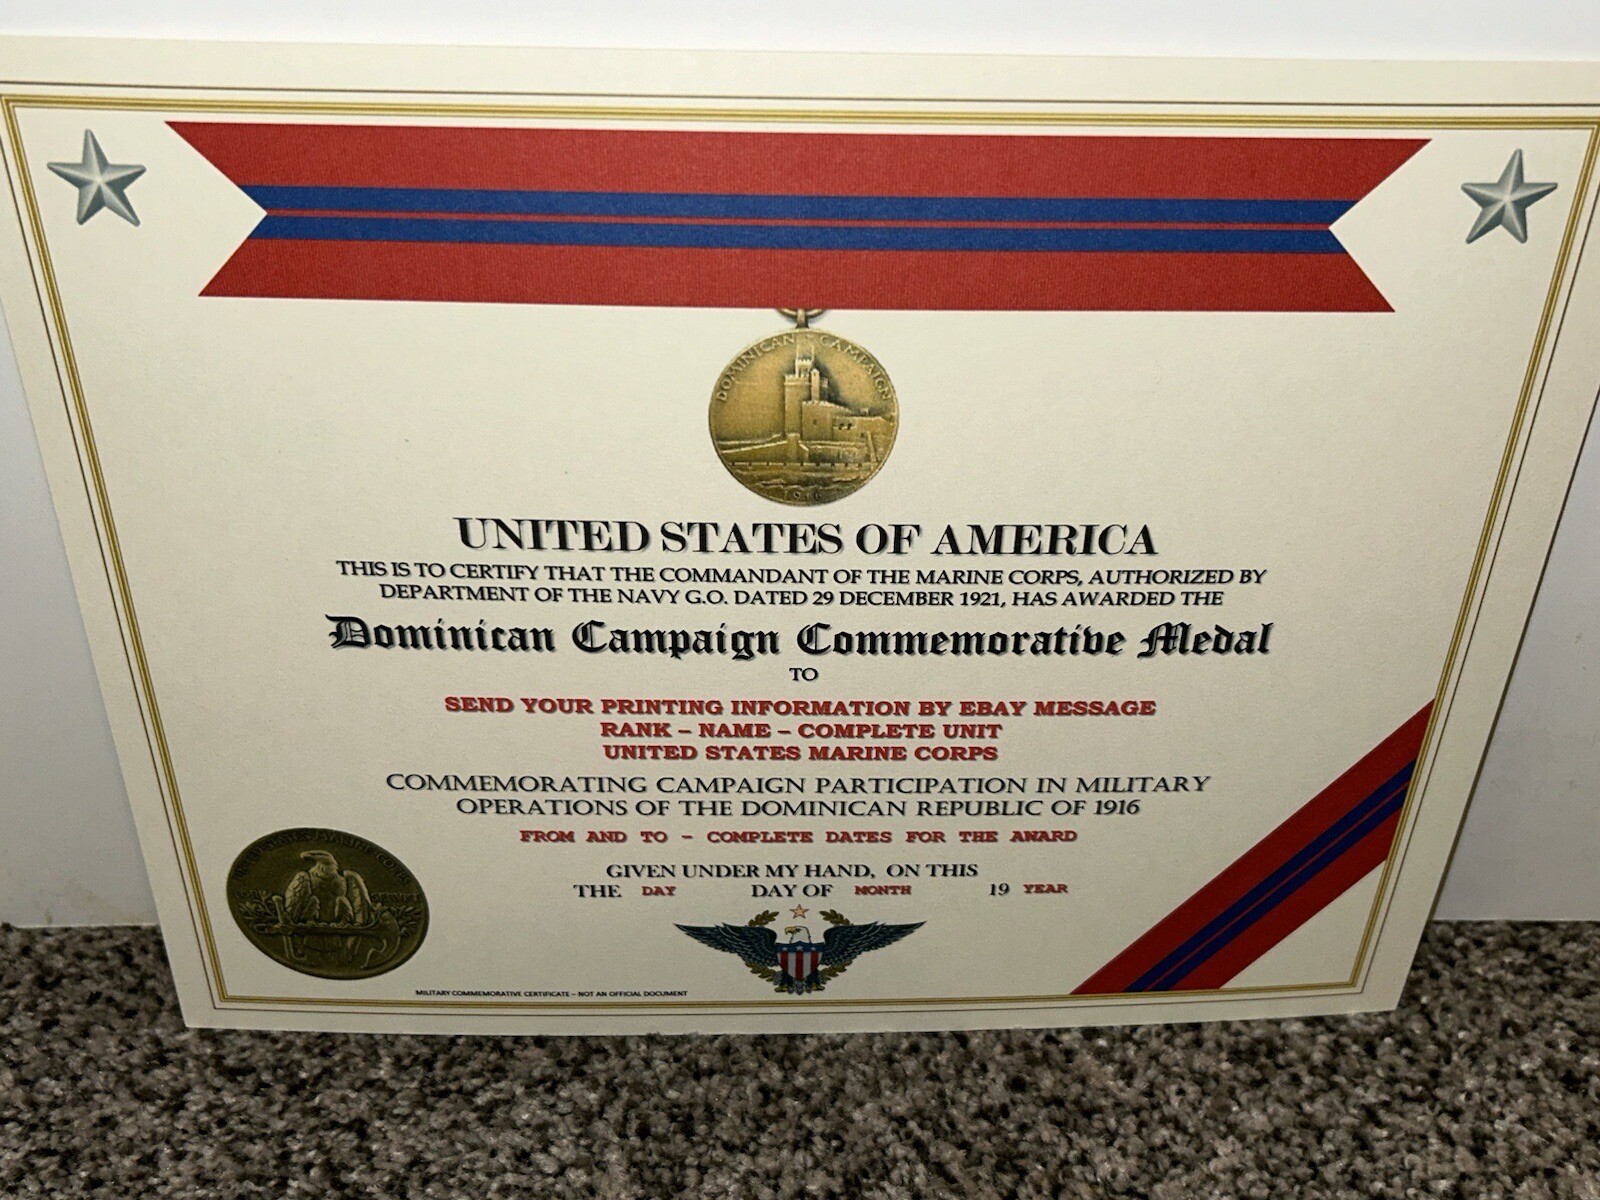 DOMINICAN CAMPAIGN
1916
UNITED STATES OF AMERICA
THIS IS TO CERTIFY THAT THE COMMANDANT OF THE MARINE CORPS, AUTHORIZED BY
DEPARTMENT OF THE NAVY G.O. DATED 29 DECEMBER 1921, HAS AWARDED THE
Dominican Campaign Commemorative Medal
TO
SEND YOUR PRINTING INFORMATION BY EBAY MESSAGE
RANK – NAME – COMPLETE UNIT
UNITED STATES MARINE CORPS
COMMEMORATING CAMPAIGN PARTICIPATION IN MILITARY
OPERATIONS OF THE DOMINICAN REPUBLIC OF 1916
FROM AND TO – COMPLETE DATES FOR THE AWARD
GIVEN UNDER MY HAND, ON THIS
THE DAY DAY OF MONTH 19 YEAR
MILITARY COMMEMORATIVE CERTIFICATE – NOT AN OFFICIAL DOCUMENT